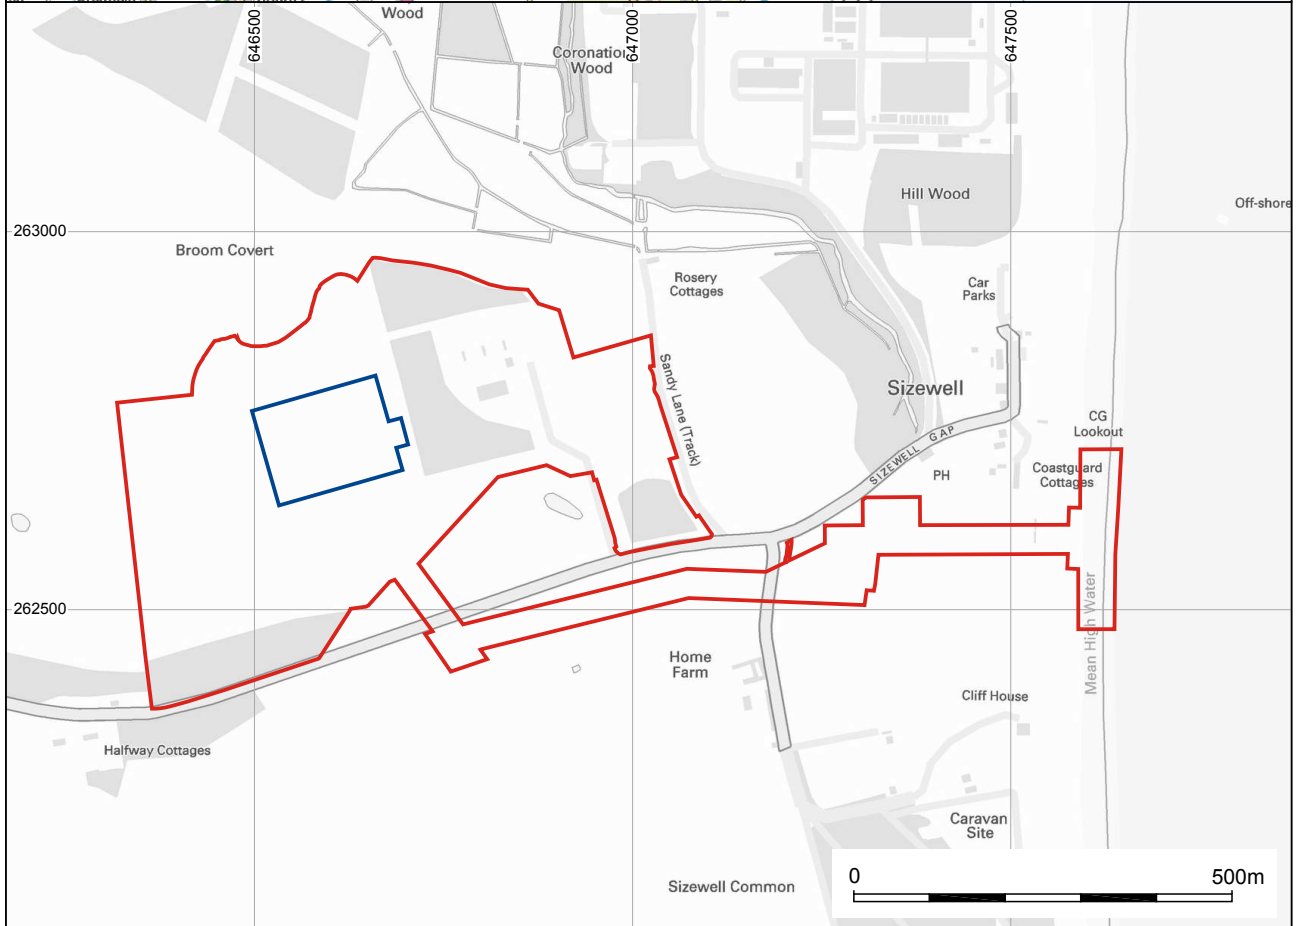 Wood
646500
647000
647500
Coronation
Wood
Hill Wood
Off-shore
263000
Broom Covert
Rosery
Cottages
Car
Parks
Sandy Lane (Track)
Sizewell
CG
Lookout
SIZEWELL GAP
PH
Coastguard
Cottages
262500
Mean High Water
Home
Farm
Cliff House
Halfway Cottages
Caravan
Site
Sizewell Common
0 500m